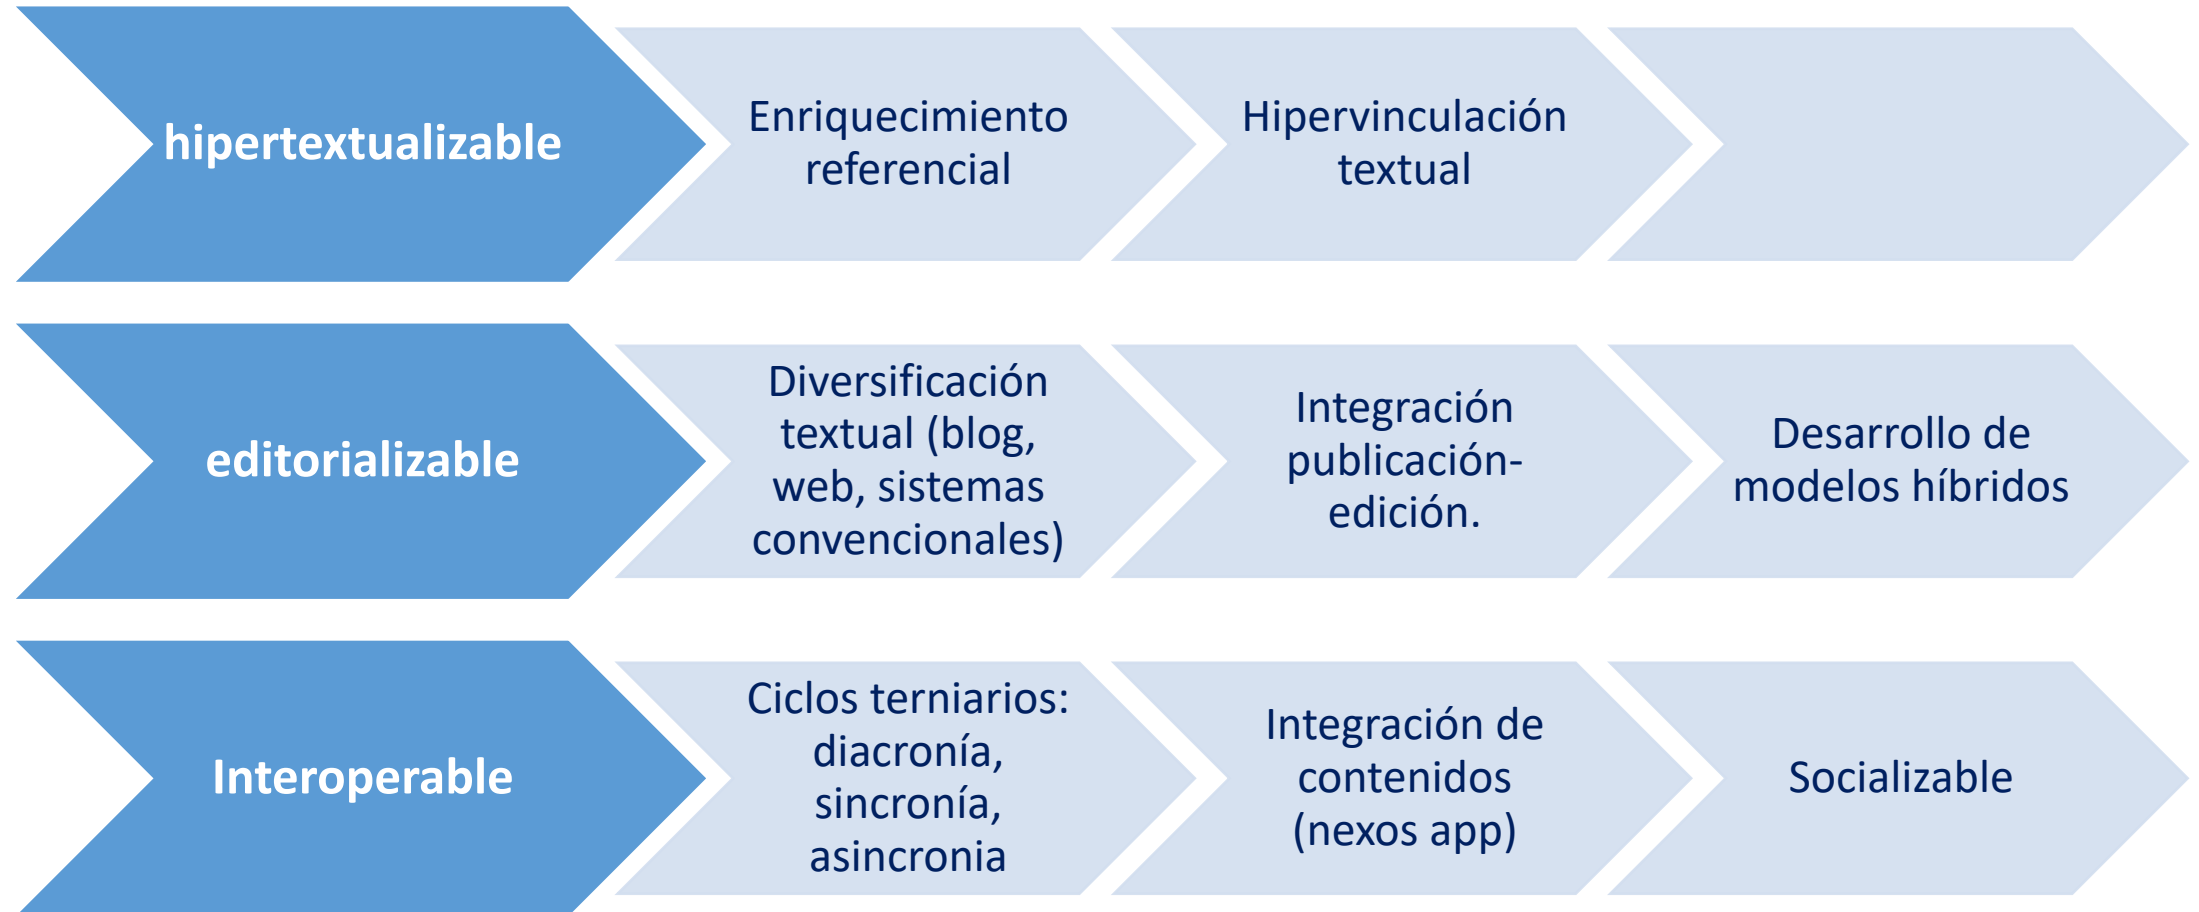 hipertextualizable
Enriquecimiento
referencial
Hipervinculación
textual
editorializable
Diversificación
textual (blog,
web, sistemas
convencionales)
Integración
publicación-
edición.
Desarrollo de
modelos híbridos
Interoperable
Ciclos terniarios:
diacronía,
sincronía,
asincronia
Integración de
contenidos
(nexos app)
Socializable